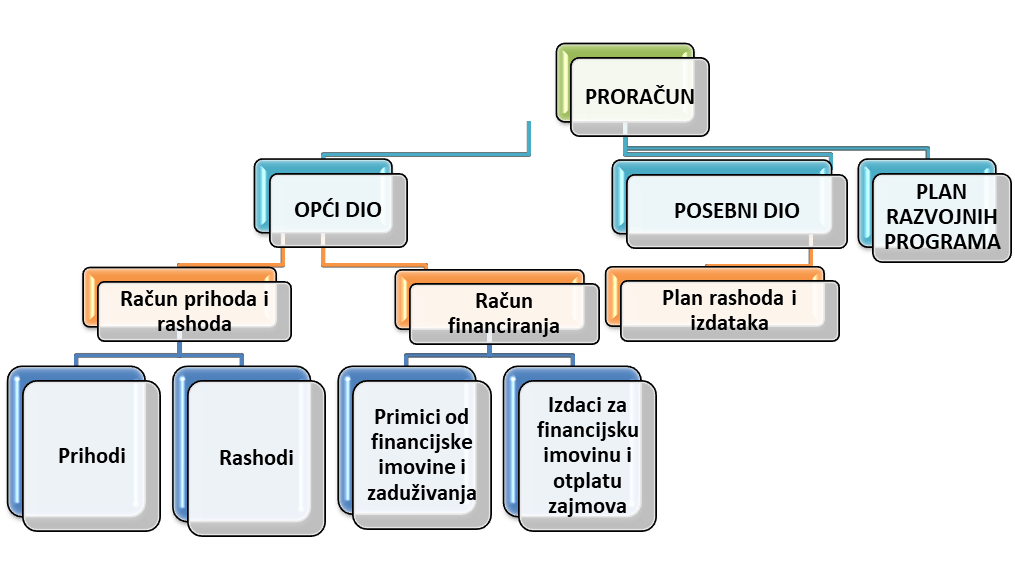 PRORAČUN
OPĆI DIO
POSEBNI DIO
PLAN
RAZVOJNIH
PROGRAMA
Račun prihoda i
rashoda
Račun
financiranja
Plan rashoda i
izdataka
Prihodi
Rashodi
Primici od
financijske
imovine i
zaduživanja
Izdaci za
financijsku
imovinu i
otplatu
zajmova